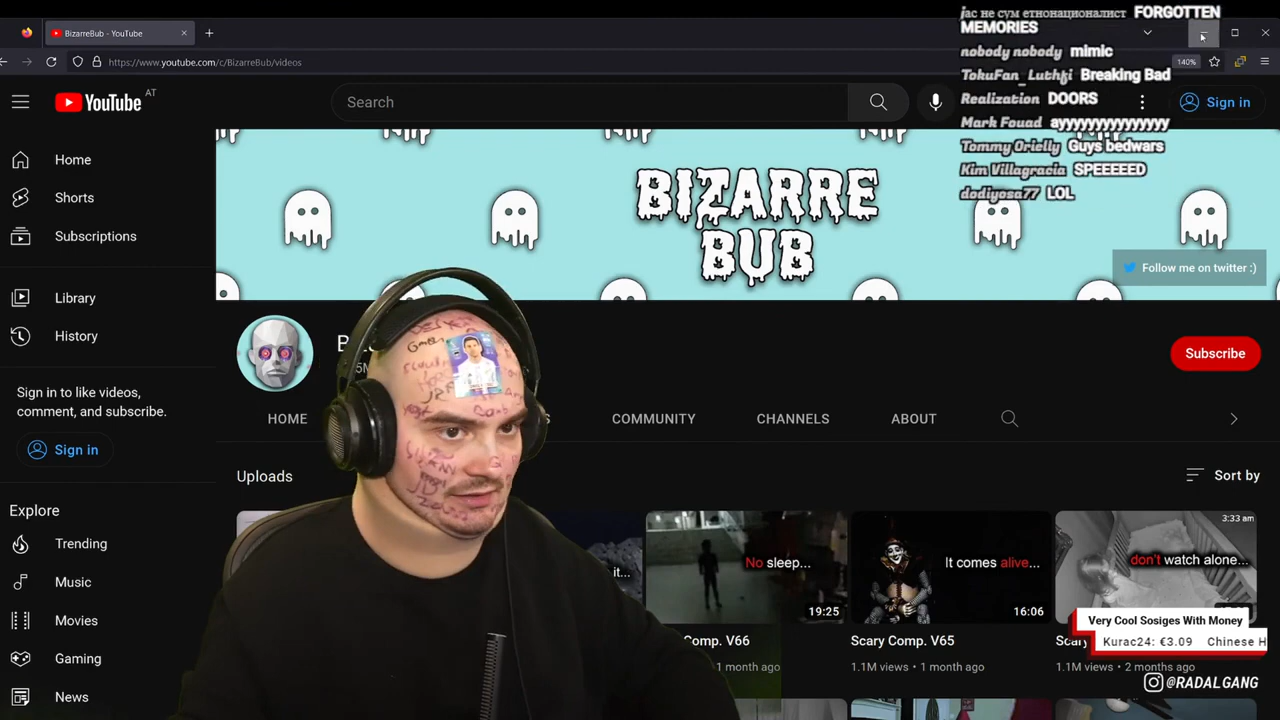 BizarreBub - YouTube
https://www.youtube.com/c/BizarreBub/videos
140%
јас не сум етнонационалист FORGOTTEN
MEMORIES
nobody nobody mimic
TokuFan_Luthfi Breaking Bad
Realization DOORS
Mark Fouad ayyyyyyyyyyyyyyy
Tommy Orielly Guys bedwars
Kim Villagracia SPEEEEED
dodiyosa77 LOL
YouTube AT
Search
Sign in
Home
Shorts
Subscriptions
Library
History
Sign in to like videos,
comment, and subscribe.
Sign in
Explore
Trending
Music
Movies
Gaming
News
BIZARRE
BUB
Follow me on twitter :)
Subscribe
HOME
COMMUNITY
CHANNELS
ABOUT
Uploads
Sort by
it...
No sleep...
19:25
Comp. V66
1 month ago
It comes alive...
16:06
Scary Comp. V65
1.1M views • 1 month ago
3:33 am
don't watch alone...
1.1M views • 2 months ago
Very Cool Sosiges With Money
Kurac24: €3.09 Chinese H
@RADALGANG